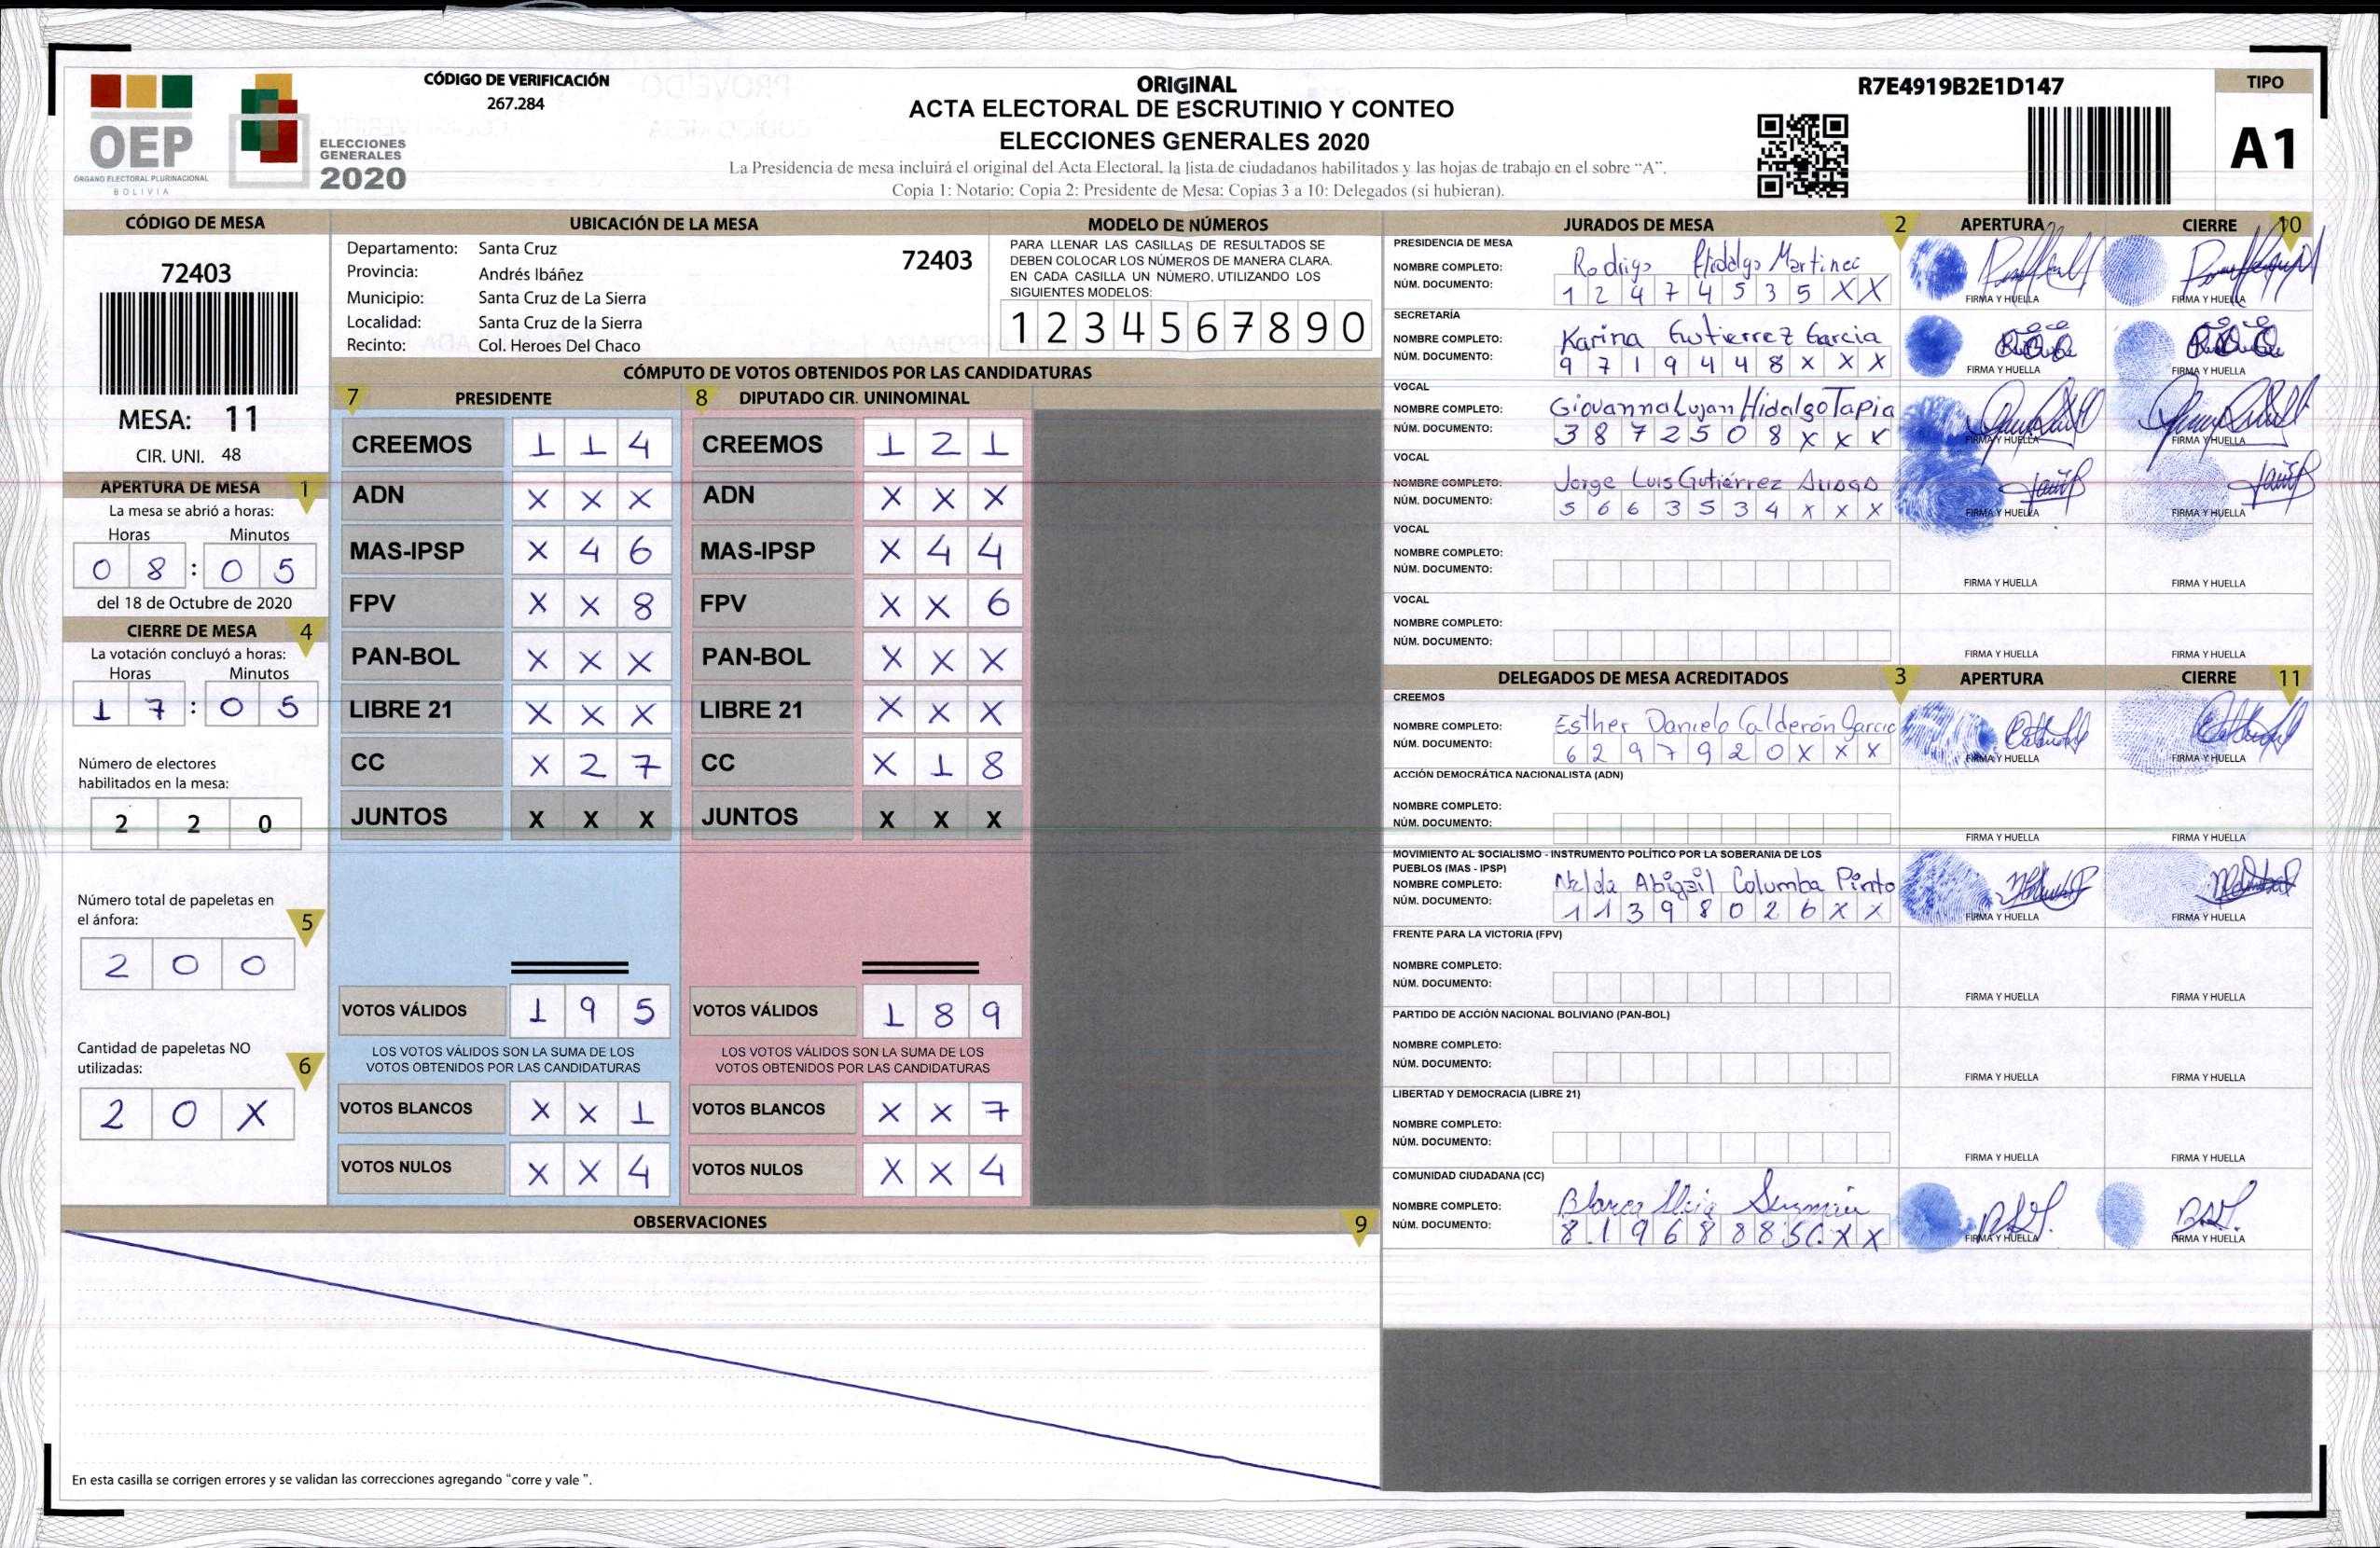 OEP
ÓRGANO ELECTORAL PLURINACIONAL
BOLIVIA
ELECCIONES
GENERALES
2020
CÓDIGO DE VERIFICACIÓN
267.284
ORIGINAL
ACTA ELECTORAL DE ESCRUTINIO Y CONTEO
ELECCIONES GENERALES 2020
La Presidencia de mesa incluirá el original del Acta Electoral, la lista de ciudadanos habilitados y las hojas de trabajo en el sobre “A”.
Copia 1: Notario; Copia 2: Presidente de Mesa; Copias 3 a 10: Delegados (si hubieran).
R7E4919B2E1D147
TIPO
A1
CÓDIGO DE MESA
72403
MESA: 11
CIR. UNI. 48
APERTURA DE MESA 1
La mesa se abrió a horas:
Horas Minutos
0 8 : 0 5
del 18 de Octubre de 2020
CIERRE DE MESA 4
La votación concluyó a horas:
Horas Minutos
1 7 : 0 5
Número de electores
habilitados en la mesa:
2 2 0
Número total de papeletas en
el ánfora: 5
2 0 0
Cantidad de papeletas NO
utilizadas: 6
2 0 X
UBICACIÓN DE LA MESA
Departamento: Santa Cruz
72403
Provincia: Andrés Ibáñez
Municipio: Santa Cruz de La Sierra
Localidad: Santa Cruz de la Sierra
Recinto: Col. Heroes Del Chaco
MODELO DE NÚMEROS
PARA LLENAR LAS CASILLAS DE RESULTADOS SE
DEBEN COLOCAR LOS NÚMEROS DE MANERA CLARA.
EN CADA CASILLA UN NÚMERO, UTILIZANDO LOS
SIGUIENTES MODELOS:
1 2 3 4 5 6 7 8 9 0
CÓMPUTO DE VOTOS OBTENIDOS POR LAS CANDIDATURAS
7 PRESIDENTE 8 DIPUTADO CIR. UNINOMINAL
CREEMOS 1 1 4 CREEMOS 1 2 1
ADN X X X ADN X X X
MAS-IPSP X 4 6 MAS-IPSP X 4 4
FPV X X 8 FPV X X 6
PAN-BOL X X X PAN-BOL X X X
LIBRE 21 X X X LIBRE 21 X X X
CC X 2 7 CC X 1 8
JUNTOS X X X JUNTOS X X X
VOTOS VÁLIDOS 1 9 5 VOTOS VÁLIDOS 1 8 9
LOS VOTOS VÁLIDOS SON LA SUMA DE LOS LOS VOTOS VÁLIDOS SON LA SUMA DE LOS
VOTOS OBTENIDOS POR LAS CANDIDATURAS VOTOS OBTENIDOS POR LAS CANDIDATURAS
VOTOS BLANCOS X X 1 VOTOS BLANCOS X X 7
VOTOS NULOS X X 4 VOTOS NULOS X X 4
OBSERVACIONES 9
En esta casilla se corrigen errores y se validan las correcciones agregando “corre y vale”.
JURADOS DE MESA 2 APERTURA CIERRE 10
PRESIDENCIA DE MESA
NOMBRE COMPLETO: Rodrigo
NÚM. DOCUMENTO: 1 2 4 7 4 5 3 5 X X
FIRMA Y HUELLA FIRMA Y HUELLA
SECRETARÍA
NOMBRE COMPLETO: Karina Gutierrez Garcia
NÚM. DOCUMENTO: 9 7 1 9 4 4 8 X X X
FIRMA Y HUELLA FIRMA Y HUELLA
VOCAL
NOMBRE COMPLETO: Giovanna Lujan Hidalgo Tapia
NÚM. DOCUMENTO: 3 8 7 2 5 0 8 X X X
FIRMA Y HUELLA FIRMA Y HUELLA
VOCAL
NOMBRE COMPLETO: Jorge Luis Gutiérrez
NÚM. DOCUMENTO: 5 6 6 3 5 3 4 X X X
FIRMA Y HUELLA FIRMA Y HUELLA
VOCAL
NOMBRE COMPLETO:
NÚM. DOCUMENTO:
FIRMA Y HUELLA FIRMA Y HUELLA
VOCAL
NOMBRE COMPLETO:
NÚM. DOCUMENTO:
FIRMA Y HUELLA FIRMA Y HUELLA
DELEGADOS DE MESA ACREDITADOS 3 APERTURA CIERRE 11
CREEMOS
NOMBRE COMPLETO: Esther Daniela Calderón Garcia
NÚM. DOCUMENTO: 6 2 9 7 9 2 0 X X X
FIRMA Y HUELLA FIRMA Y HUELLA
ACCIÓN DEMOCRÁTICA NACIONALISTA (ADN)
NOMBRE COMPLETO:
NÚM. DOCUMENTO:
FIRMA Y HUELLA FIRMA Y HUELLA
MOVIMIENTO AL SOCIALISMO - INSTRUMENTO POLÍTICO POR LA SOBERANIA DE LOS
PUEBLOS (MAS - IPSP)
NOMBRE COMPLETO: Nelda Abigail Columba Pinto
NÚM. DOCUMENTO: 1 1 3 9 8 0 2 6 X X
FIRMA Y HUELLA FIRMA Y HUELLA
FRENTE PARA LA VICTORIA (FPV)
NOMBRE COMPLETO:
NÚM. DOCUMENTO:
FIRMA Y HUELLA FIRMA Y HUELLA
PARTIDO DE ACCIÓN NACIONAL BOLIVIANO (PAN-BOL)
NOMBRE COMPLETO:
NÚM. DOCUMENTO:
FIRMA Y HUELLA FIRMA Y HUELLA
LIBERTAD Y DEMOCRACIA (LIBRE 21)
NOMBRE COMPLETO:
NÚM. DOCUMENTO:
FIRMA Y HUELLA FIRMA Y HUELLA
COMUNIDAD CIUDADANA (CC)
NOMBRE COMPLETO:
NÚM. DOCUMENTO: 8 1 9 6 8 8 8 S C X X
FIRMA Y HUELLA FIRMA Y HUELLA